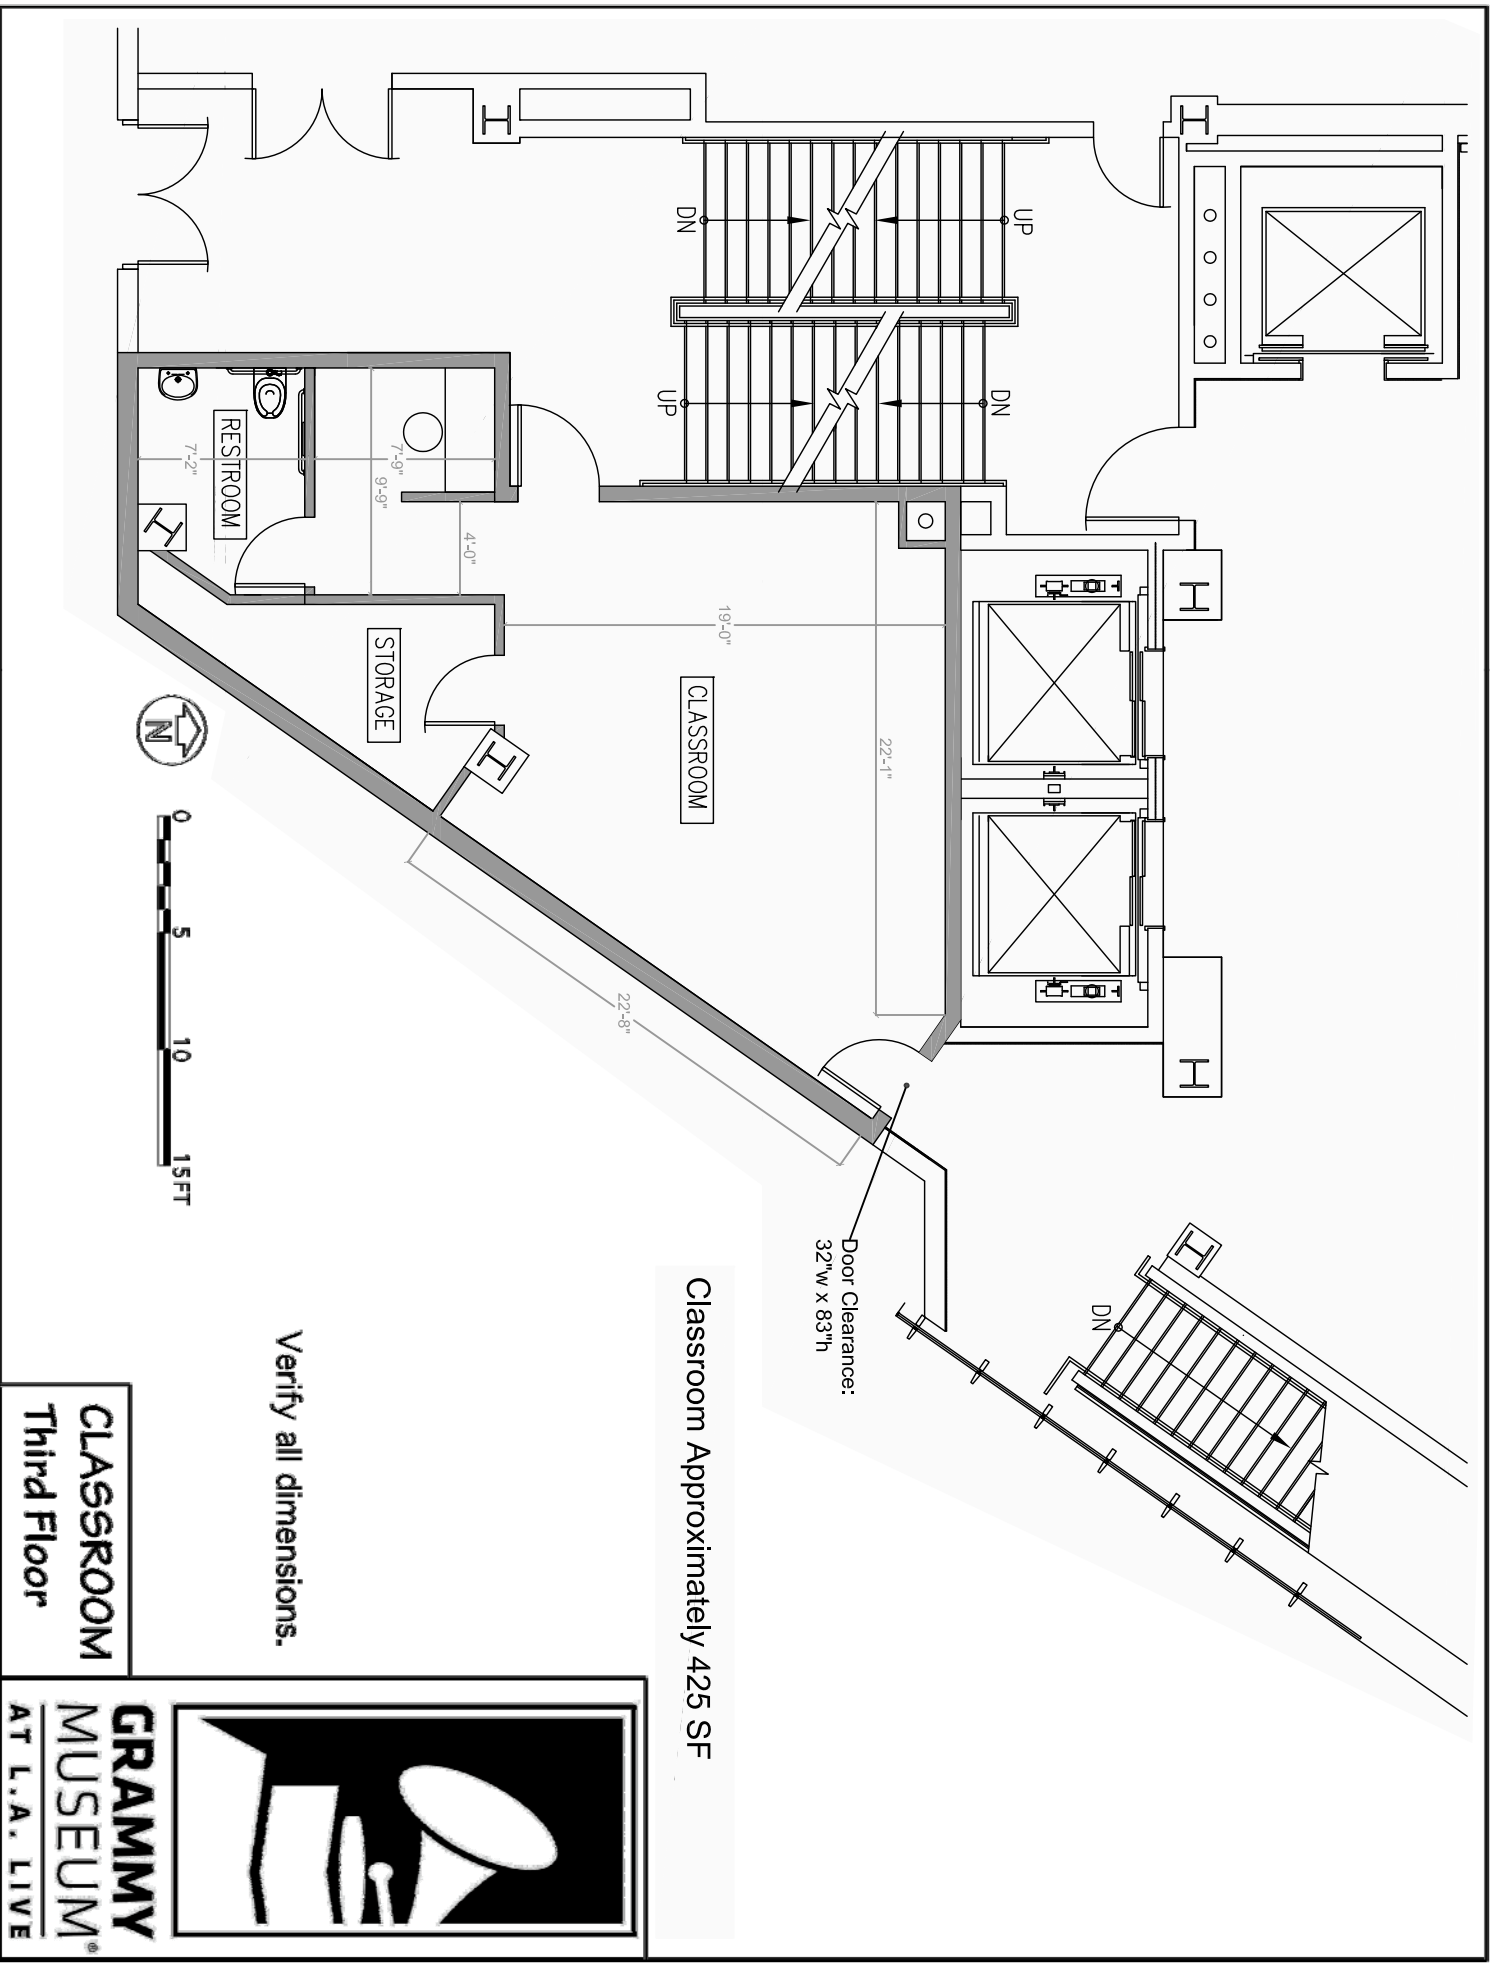 UP
DN
DN
UP
RESTROOM
7'-2"
7'-9"
9'-9"
4'-0"
19'-0"
STORAGE
CLASSROOM
22'-1"
22'-8"
N
0
5
10
15FT
Door Clearance:
32"w x 83"h
DN
Classroom Approximately 425 SF
Verify all dimensions.
CLASSROOM
Third Floor
GRAMMY
MUSEUM®
AT L.A. LIVE